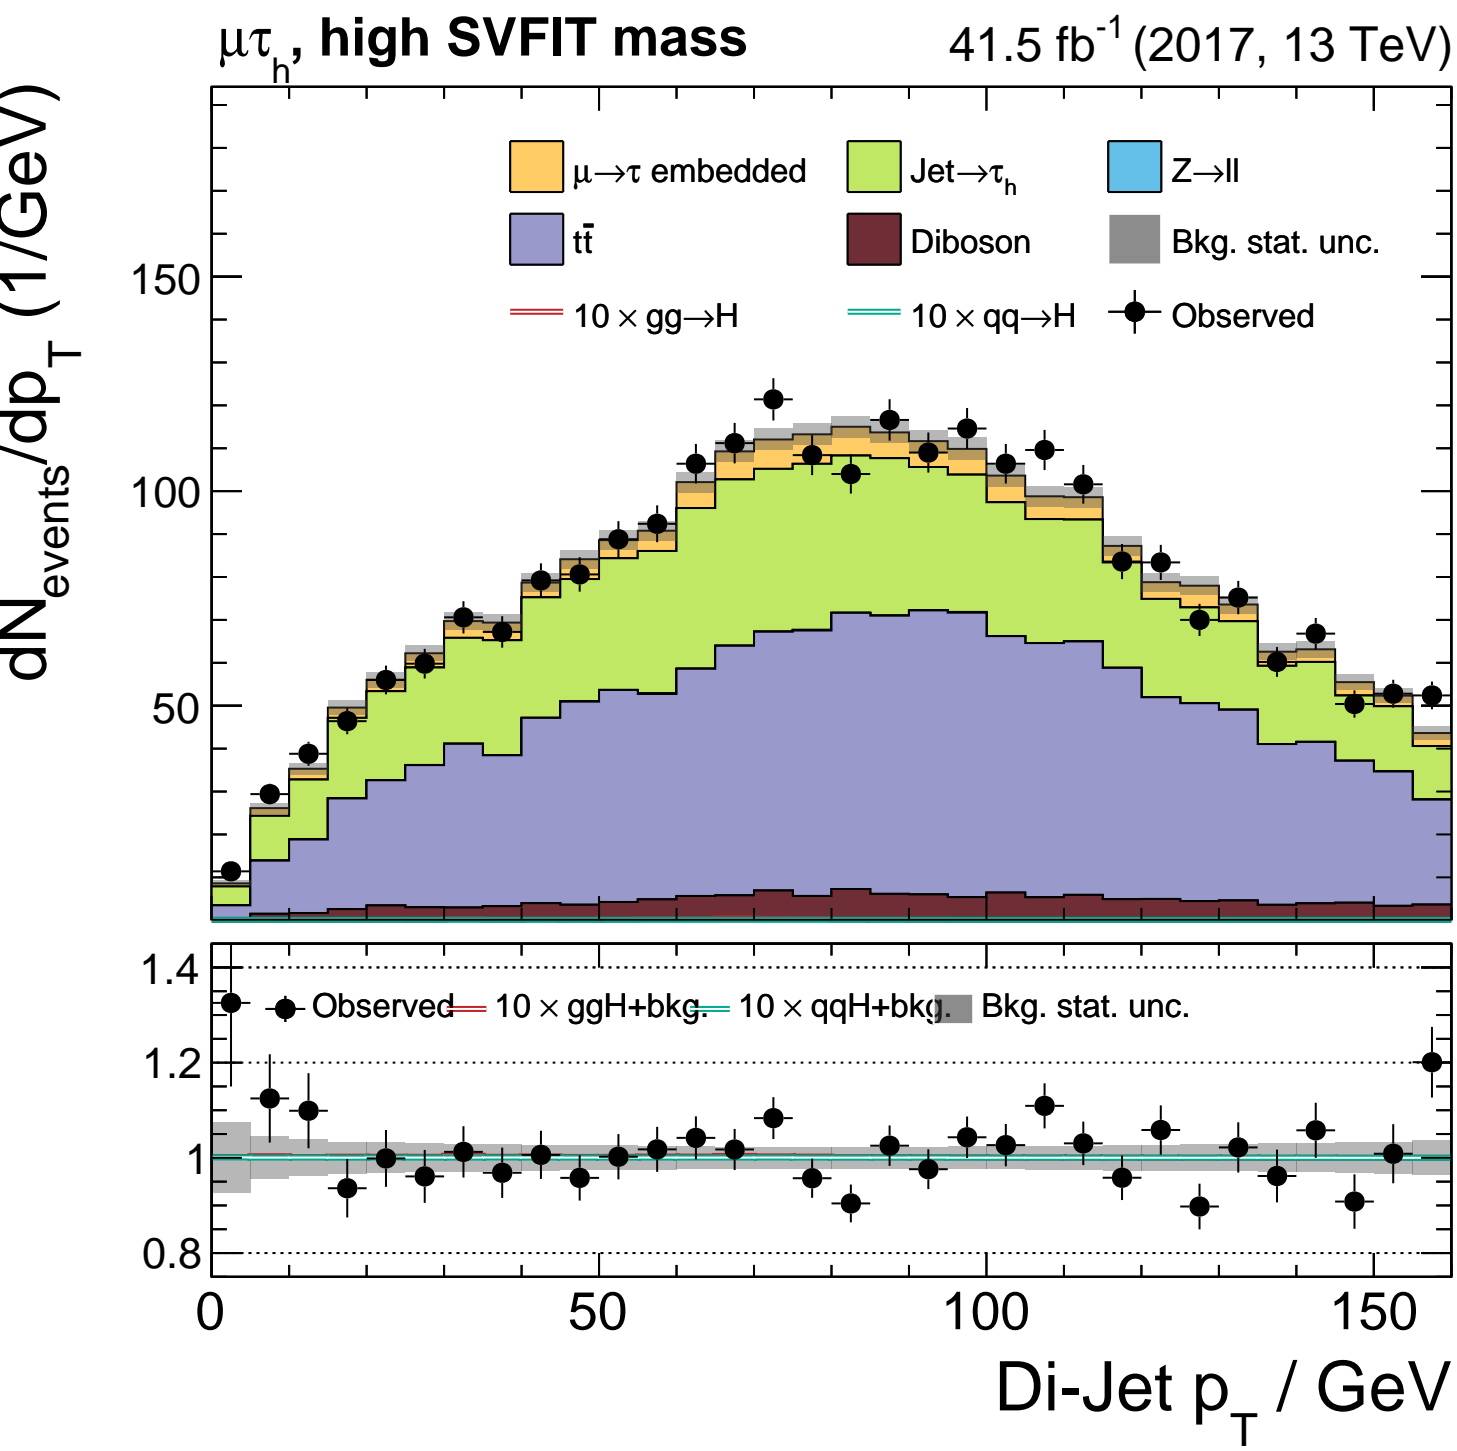 μτh, high SVFIT mass 41.5 fb-1 (2017, 13 TeV)
dNevents/dpT (1/GeV)
μ→τ embedded Jet→τh Z→ll
tt̄ Diboson Bkg. stat. unc.
10 × gg→H 10 × qq→H Observed
150
100
50
1.4
Observed 10 × ggH+bkg. 10 × qqH+bkg. Bkg. stat. unc.
1.2
1
0.8
0 50 100 150
Di-Jet pT / GeV